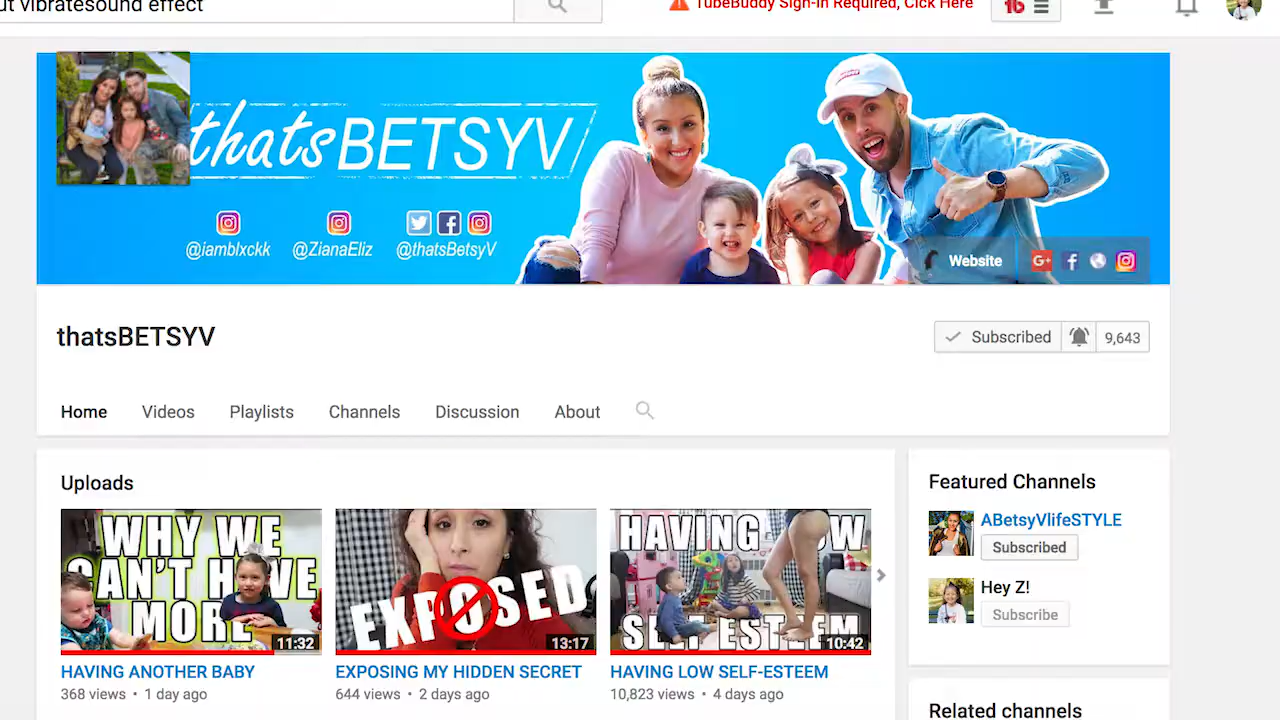 ut vibratesound effect
TubeBuddy Sign-In Required, Click Here
16
thatsBETSYV
@iamblxckk @ZianaEliz @thatsBetsyV
Website
G+
thatsBETSYV
Subscribed 9,643
Home Videos Playlists Channels Discussion About
Uploads
WHY WE
CAN'T HAVE
MORE
11:32
HAVING ANOTHER BABY
368 views • 1 day ago
EXPOSED
13:17
EXPOSING MY HIDDEN SECRET
644 views • 2 days ago
HAVING LOW
SELF-ESTEEM
10:42
HAVING LOW SELF-ESTEEM
10,823 views • 4 days ago
Featured Channels
ABetsyVlifeSTYLE
Subscribed
Hey Z!
Subscribe
Related channels